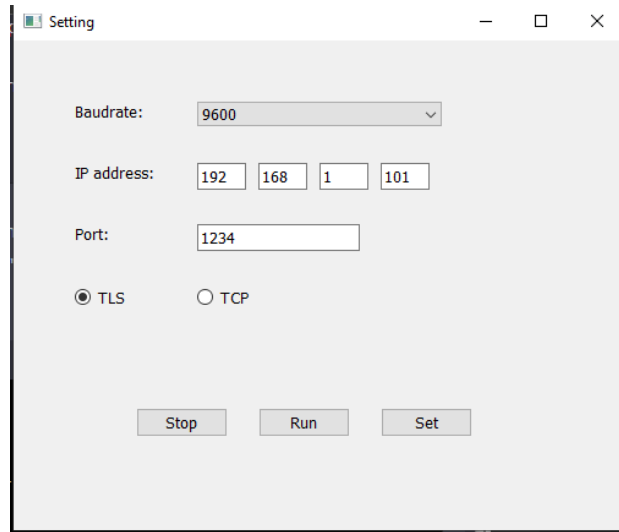 Setting
Baudrate: 9600
IP address: 192 168 1 101
Port: 1234
TLS TCP
Stop Run Set